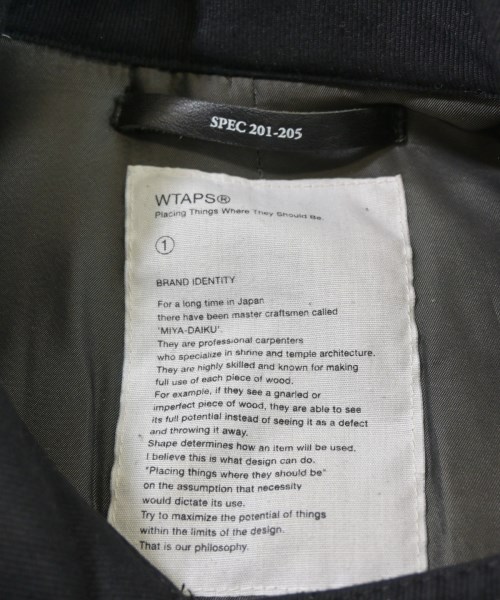 SPEC 201-205
WTAPS®
Placing Things Where They Should Be.
1
BRAND IDENTITY
For a long time in Japan
there have been master craftsmen called
'MIYA-DAIKU'.
They are professional carpenters
who specialize in shrine and temple architecture.
They are highly skilled and known for making
full use of each piece of wood.
For example, if they see a gnarled or
imperfect piece of wood, they are able to see
its full potential instead of seeing it as a defect
and throwing it away.
Shape determines how an item will be used.
I believe this is what design can do.
"Placing things where they should be"
on the assumption that necessity
would dictate its use.
Try to maximize the potential of things
within the limits of the design.
That is our philosophy.